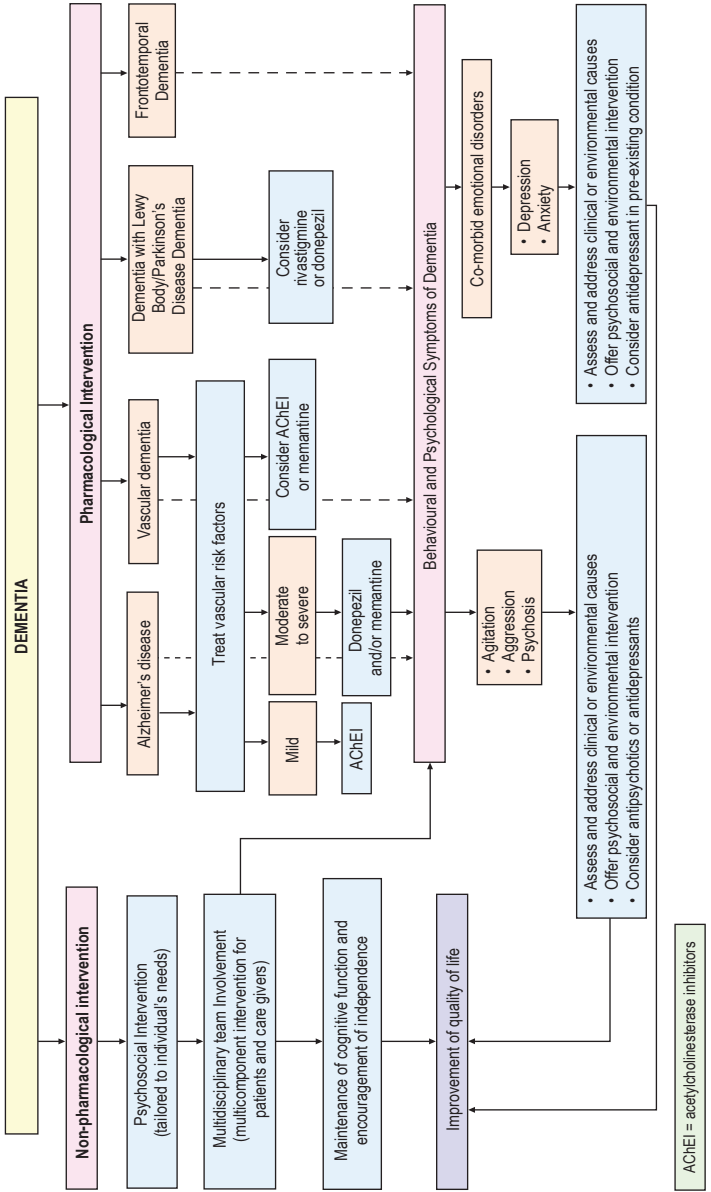 DEMENTIA
Non-pharmacological intervention
Psychosocial Intervention
(tailored to individual's needs)
Multidisciplinary team Involvement
(multicomponent intervention for
patients and care givers)
Maintenance of cognitive function and
encouragement of independence
Improvement of quality of life
Pharmacological Intervention
Alzheimer's disease
Vascular dementia
Dementia with Lewy
Body/Parkinson's
Disease Dementia
Frontotemporal
Dementia
Treat vascular risk factors
Mild
Moderate
to severe
Consider AChEI
or memantine
Consider
rivastigmine
or donepezil
AChEI
Donepezil
and/or memantine
Behavioural and Psychological Symptoms of Dementia
• Agitation
• Aggression
• Psychosis
Co-morbid emotional disorders
• Depression
• Anxiety
• Assess and address clinical or environmental causes
• Offer psychosocial and environment intervention
• Consider antipsychotics or antidepressants
• Assess and address clinical or environmental causes
• Offer psychosocial and environment intervention
• Consider antidepressant in pre-existing condition
AChEI = acetylcholinesterase inhibitors